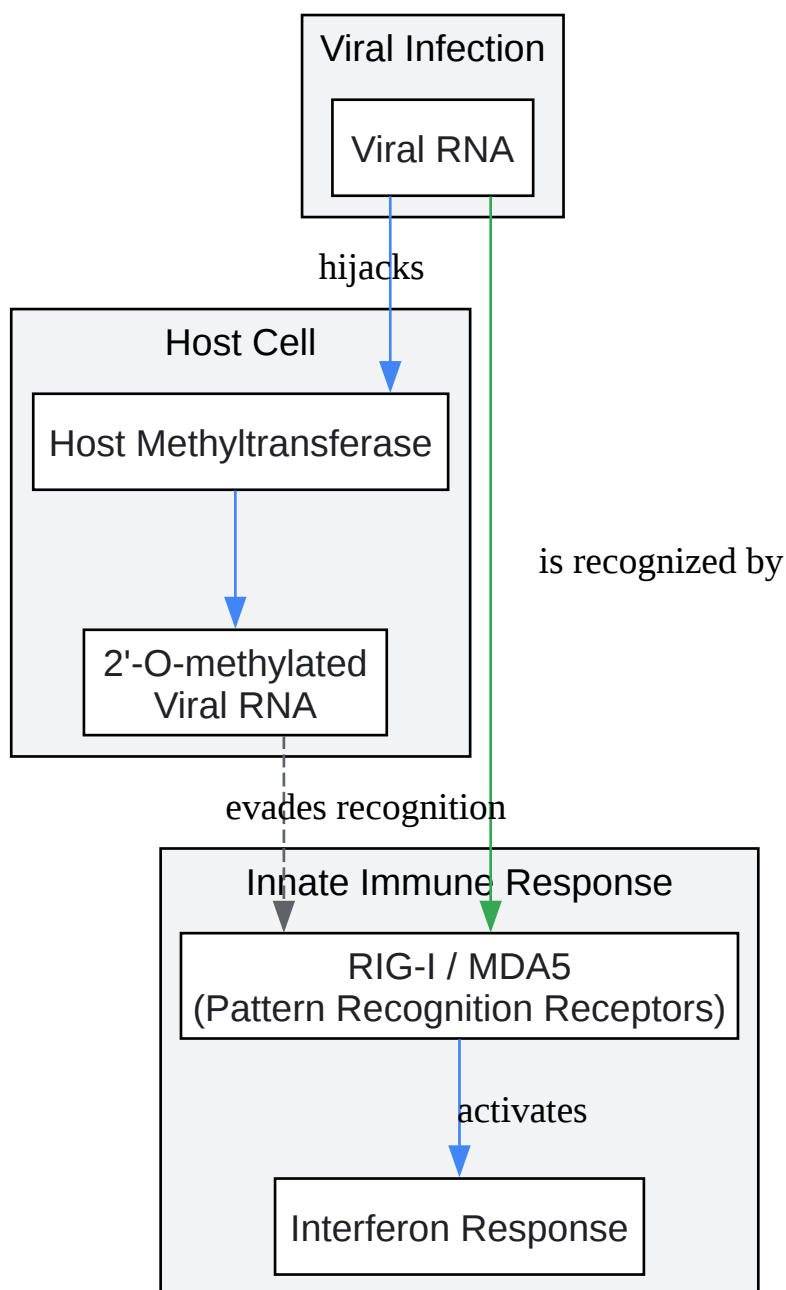 Viral Infection
Viral RNA
hijacks
Host Cell
Host Methyltransferase
is recognized by
2'-O-methylated
Viral RNA
evades recognition
Innate Immune Response
RIG-I / MDA5
(Pattern Recognition Receptors)
activates
Interferon Response